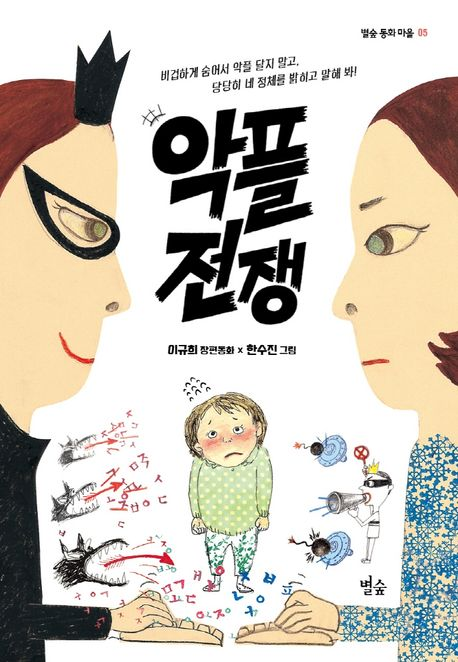 별숲 동화 마을 05
비겁하게 숨어서 악플 달지 말고,
당당히 네 정체를 밝히고 말해 봐!
악플
전쟁
이규희 장편동화 x 한수진 그림
별숲